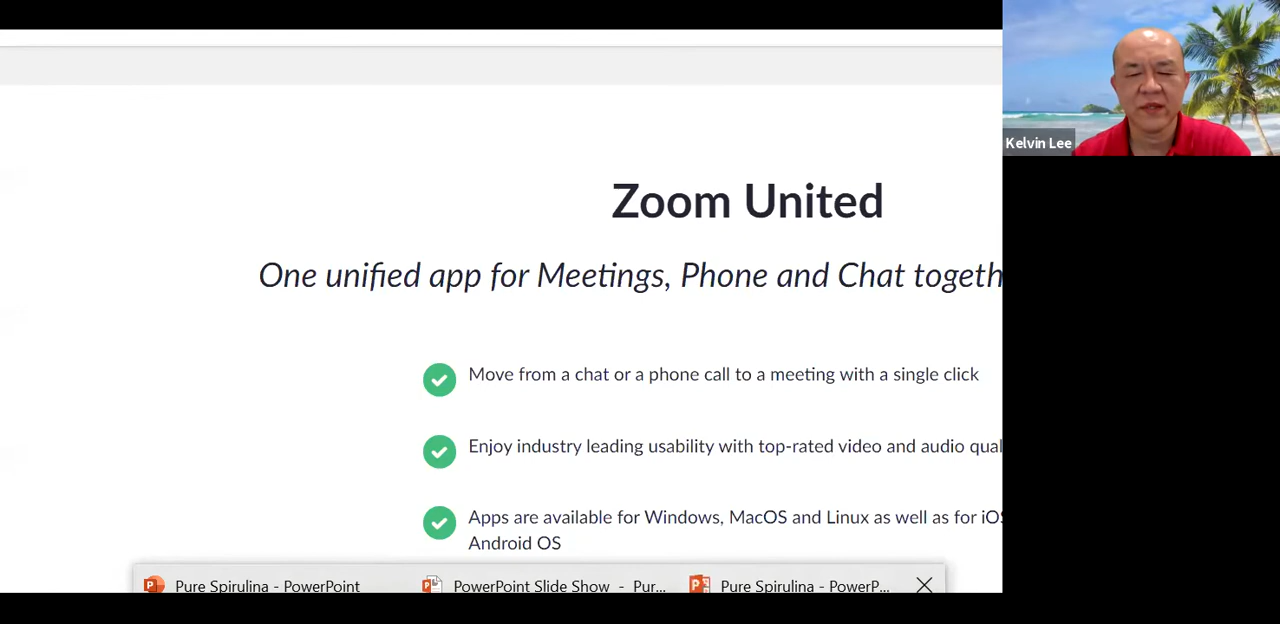 Kelvin Lee
Zoom United
One unified app for Meetings, Phone and Chat togeth
Move from a chat or a phone call to a meeting with a single click
Enjoy industry leading usability with top-rated video and audio qual
Apps are available for Windows, MacOS and Linux as well as for iOS
Android OS
Pure Spirulina - PowerPoint
PowerPoint Slide Show - Pur...
Pure Spirulina - PowerP...